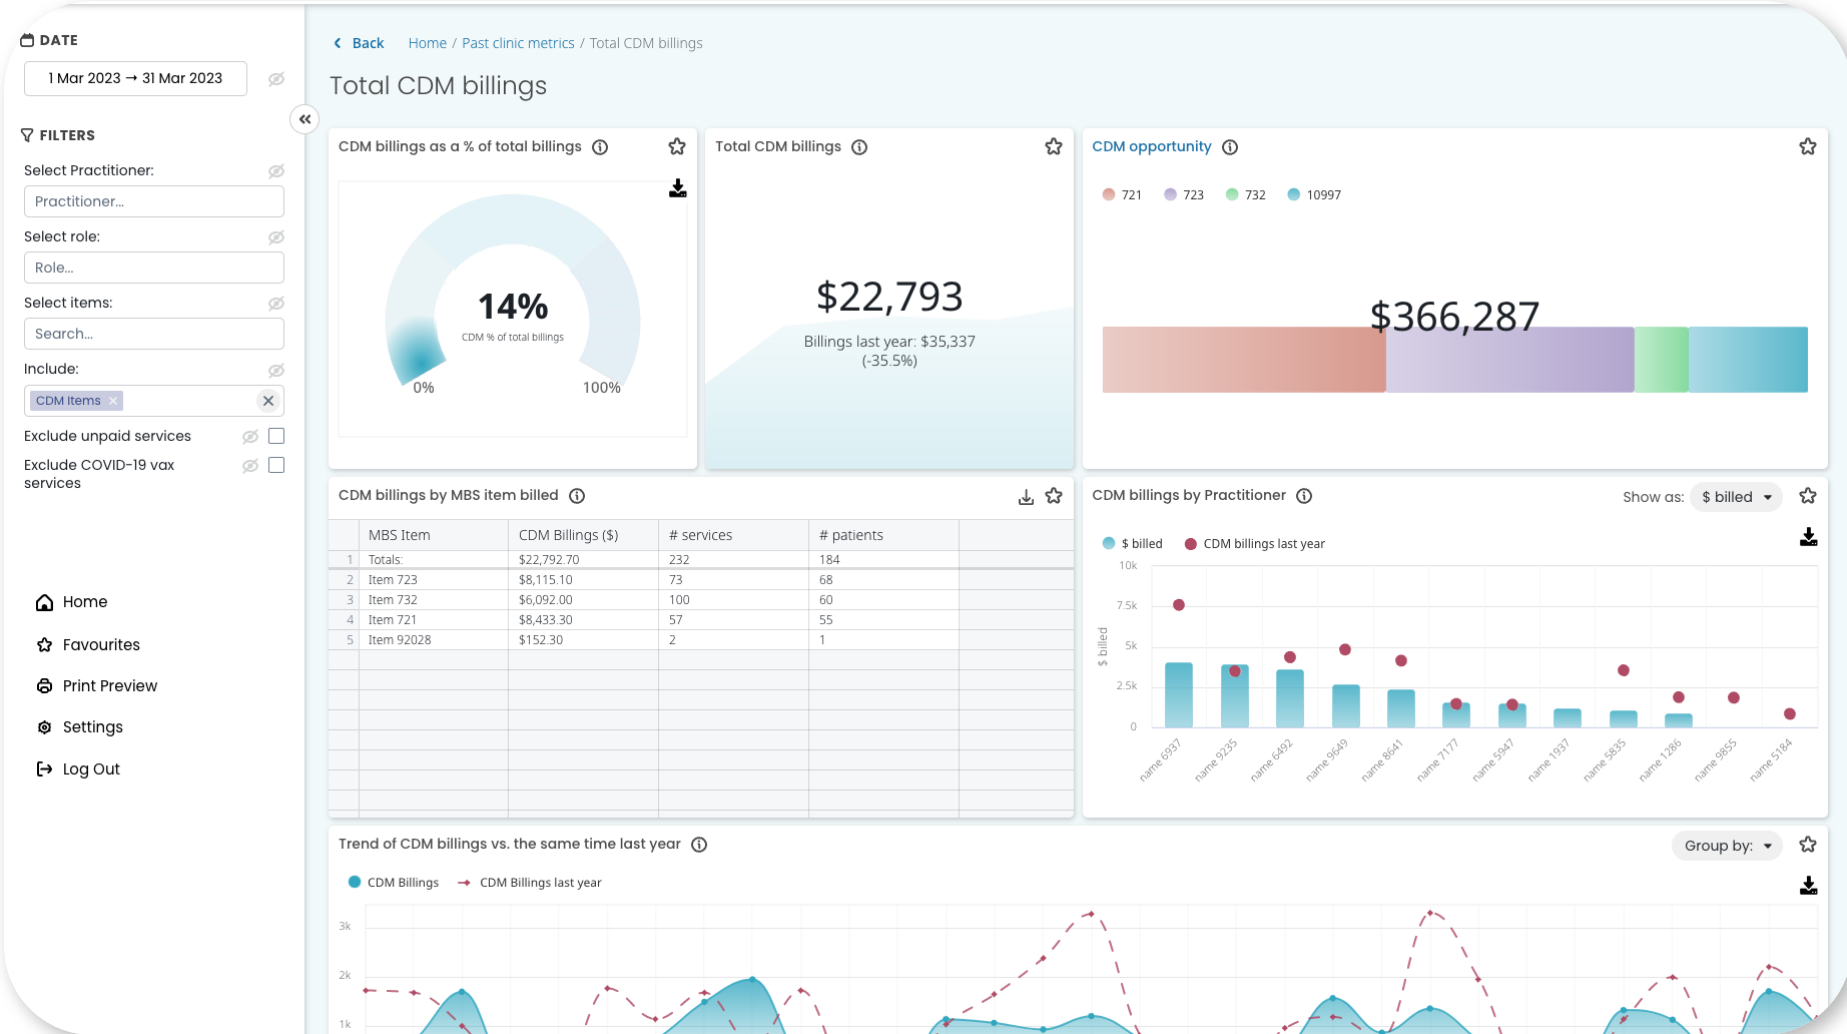 DATE
1 Mar 2023 → 31 Mar 2023
FILTERS
Select Practitioner:
Practitioner...
Select role:
Role...
Select items:
Search...
Include:
CDM Items ×
Exclude unpaid services
Exclude COVID-19 vax
services
Home
Favourites
Print Preview
Settings
Log Out
Back Home / Past clinic metrics / Total CDM billings
Total CDM billings
CDM billings as a % of total billings
14%
CDM % of total billings
0% 100%
Total CDM billings
$22,793
Billings last year: $35,337
(-35.5%)
CDM opportunity
721 723 732 10997
$366,287
CDM billings by MBS item billed
MBS Item CDM Billings ($) # services # patients
1 Totals: $22,792.70 232 184
2 Item 723 $8,115.10 73 68
3 Item 732 $6,092.00 100 60
4 Item 721 $8,433.30 57 55
5 Item 92028 $152.30 2 1
CDM billings by Practitioner
Show as: $ billed
$ billed CDM billings last year
10k
7.5k
5k
2.5k
0
$ billed
name 6937 name 9235 name 6492 name 9649 name 8641 name 7177 name 5947 name 1937 name 5835 name 1286 name 9855 name 5184
Trend of CDM billings vs. the same time last year
Group by:
CDM Billings CDM Billings last year
3k
2k
1k